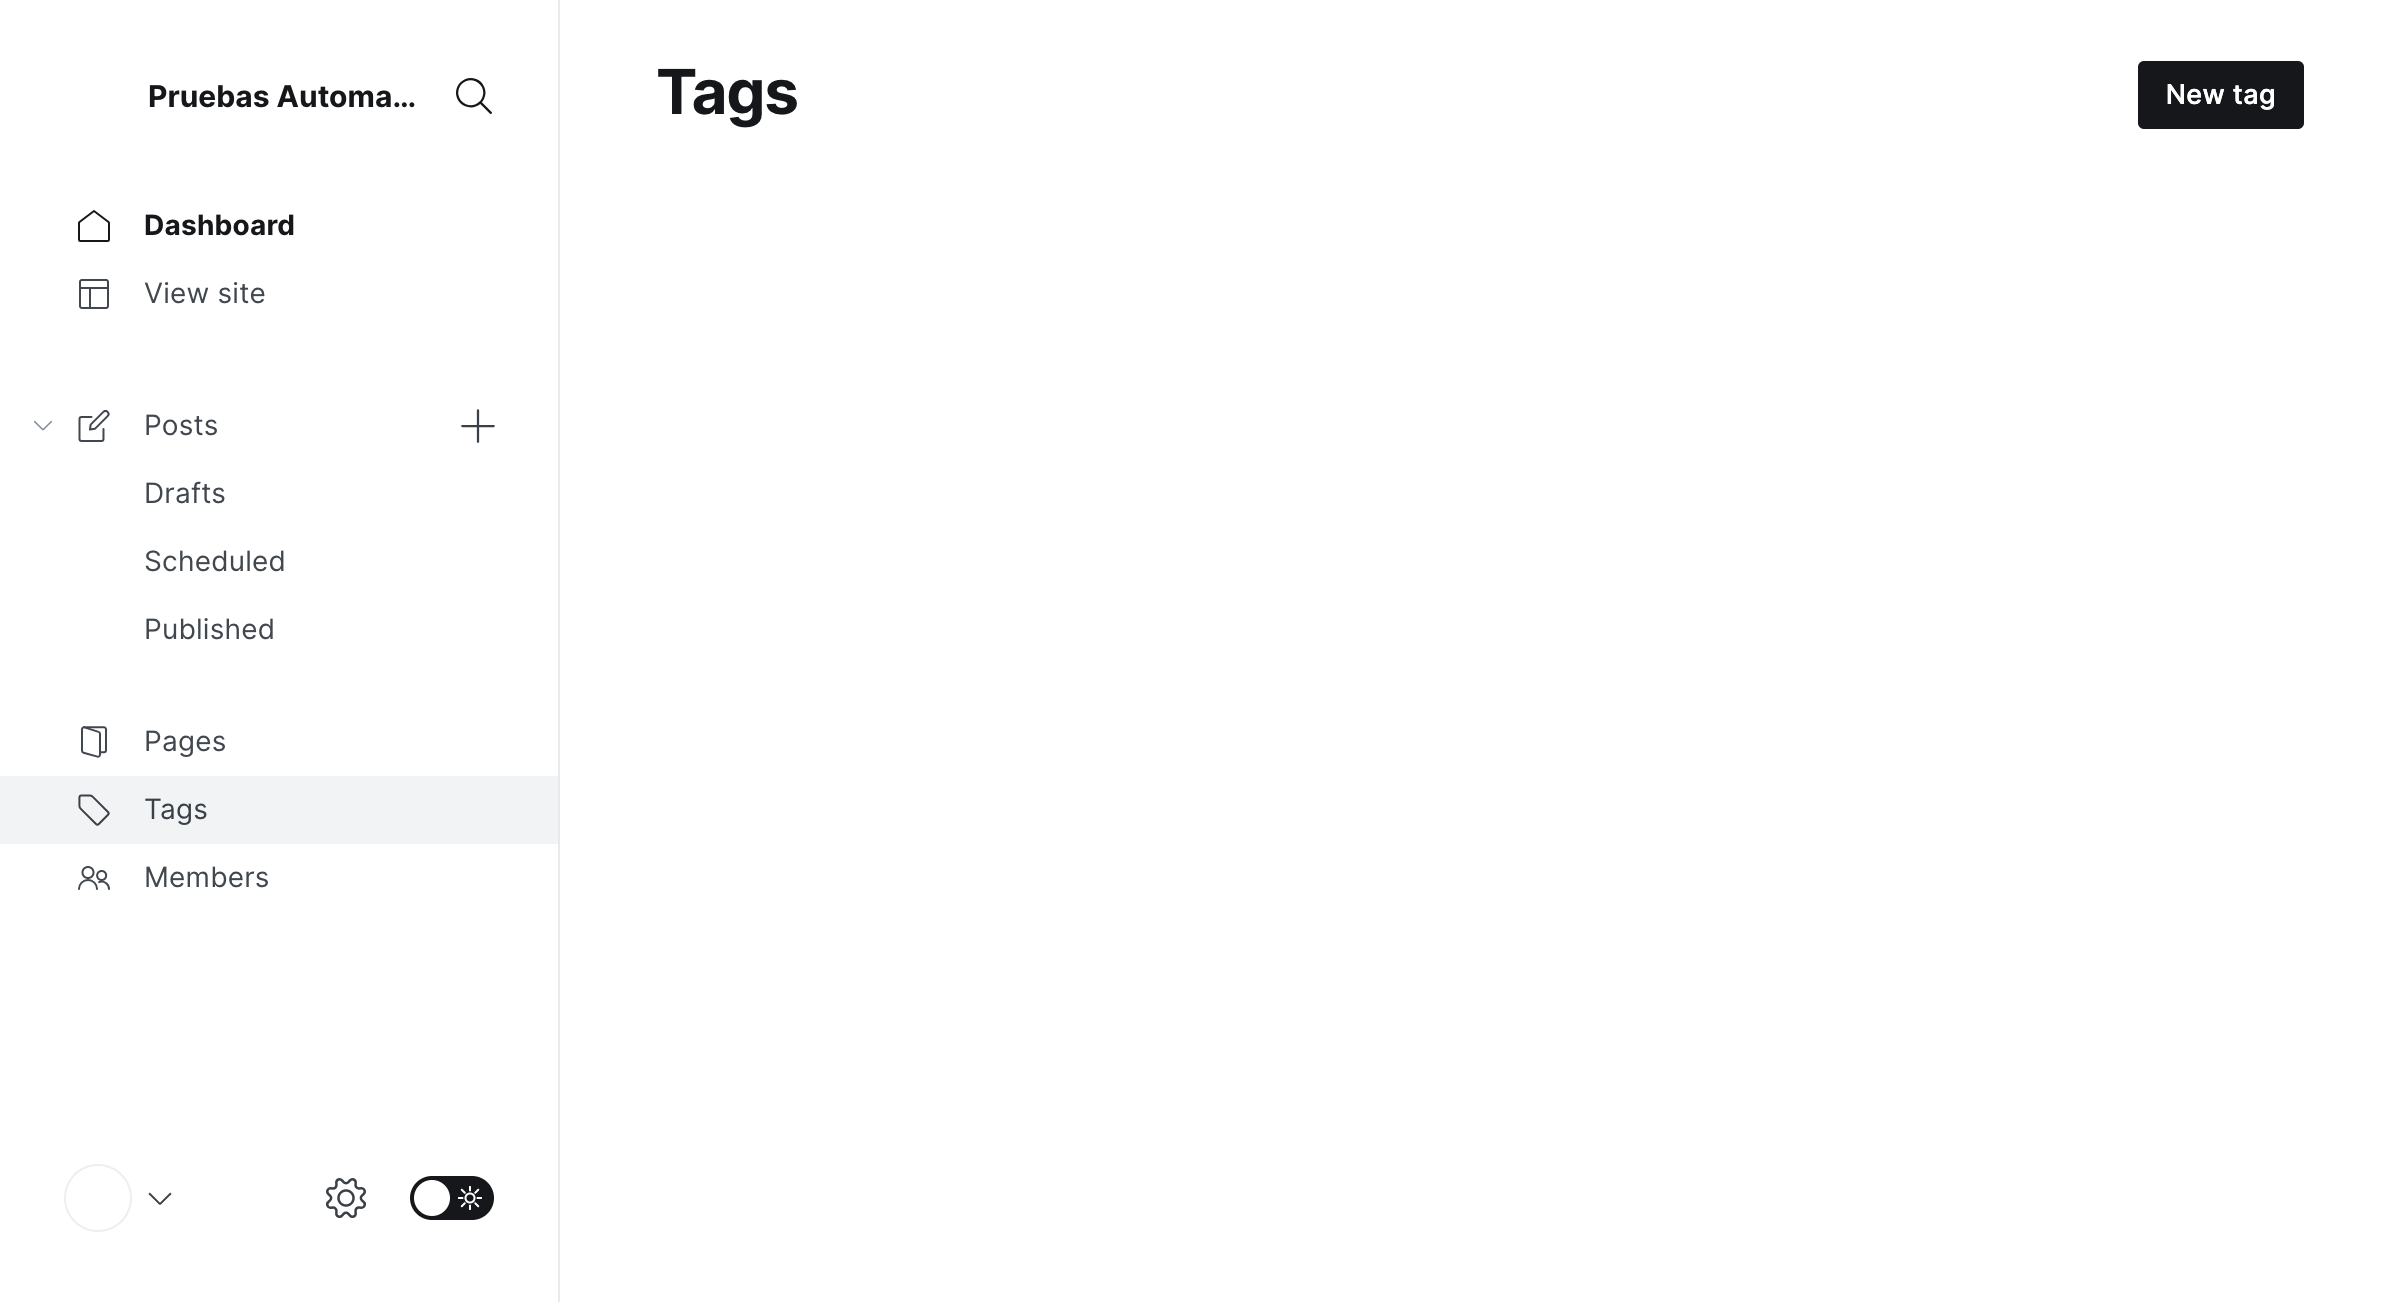 Pruebas Automa...
Dashboard
View site
Posts
Drafts
Scheduled
Published
Pages
Tags
Members
Tags
New tag